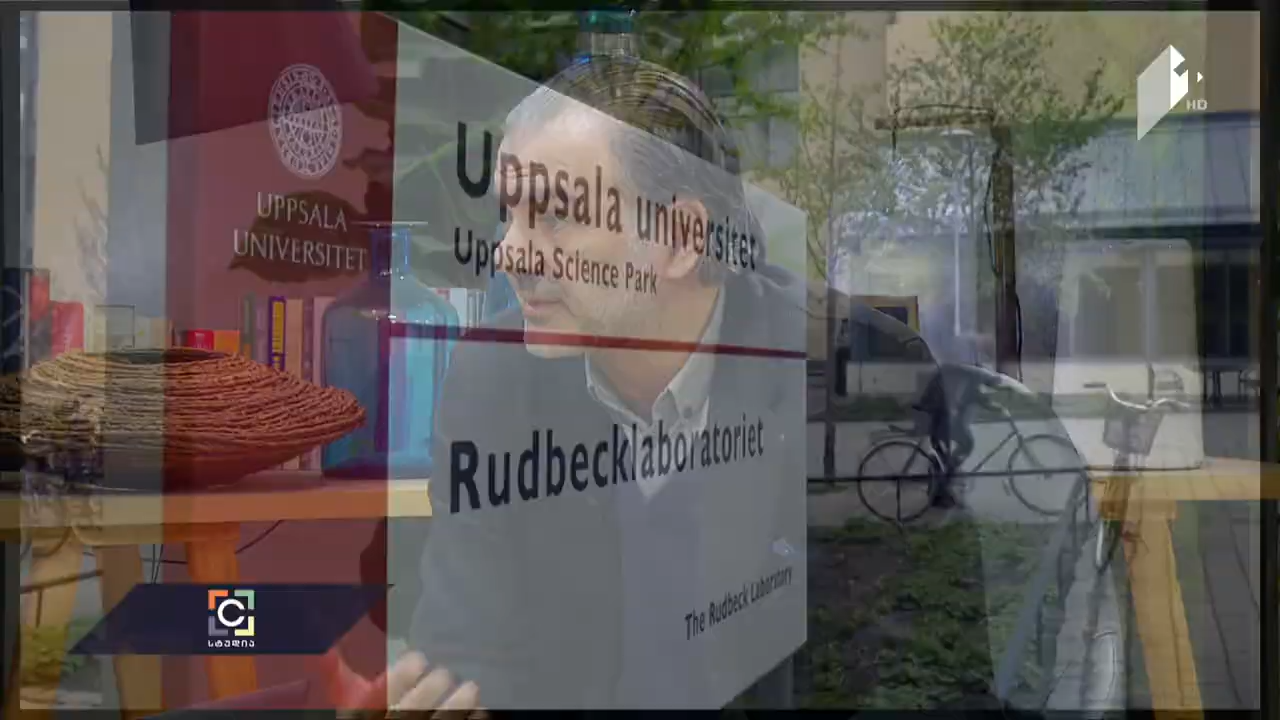 HD
UPPSALA
UNIVERSITET
Uppsala universitet
Uppsala Science Park
Rudbecklaboratoriet
The Rudbeck Laboratory
C
სტუდია